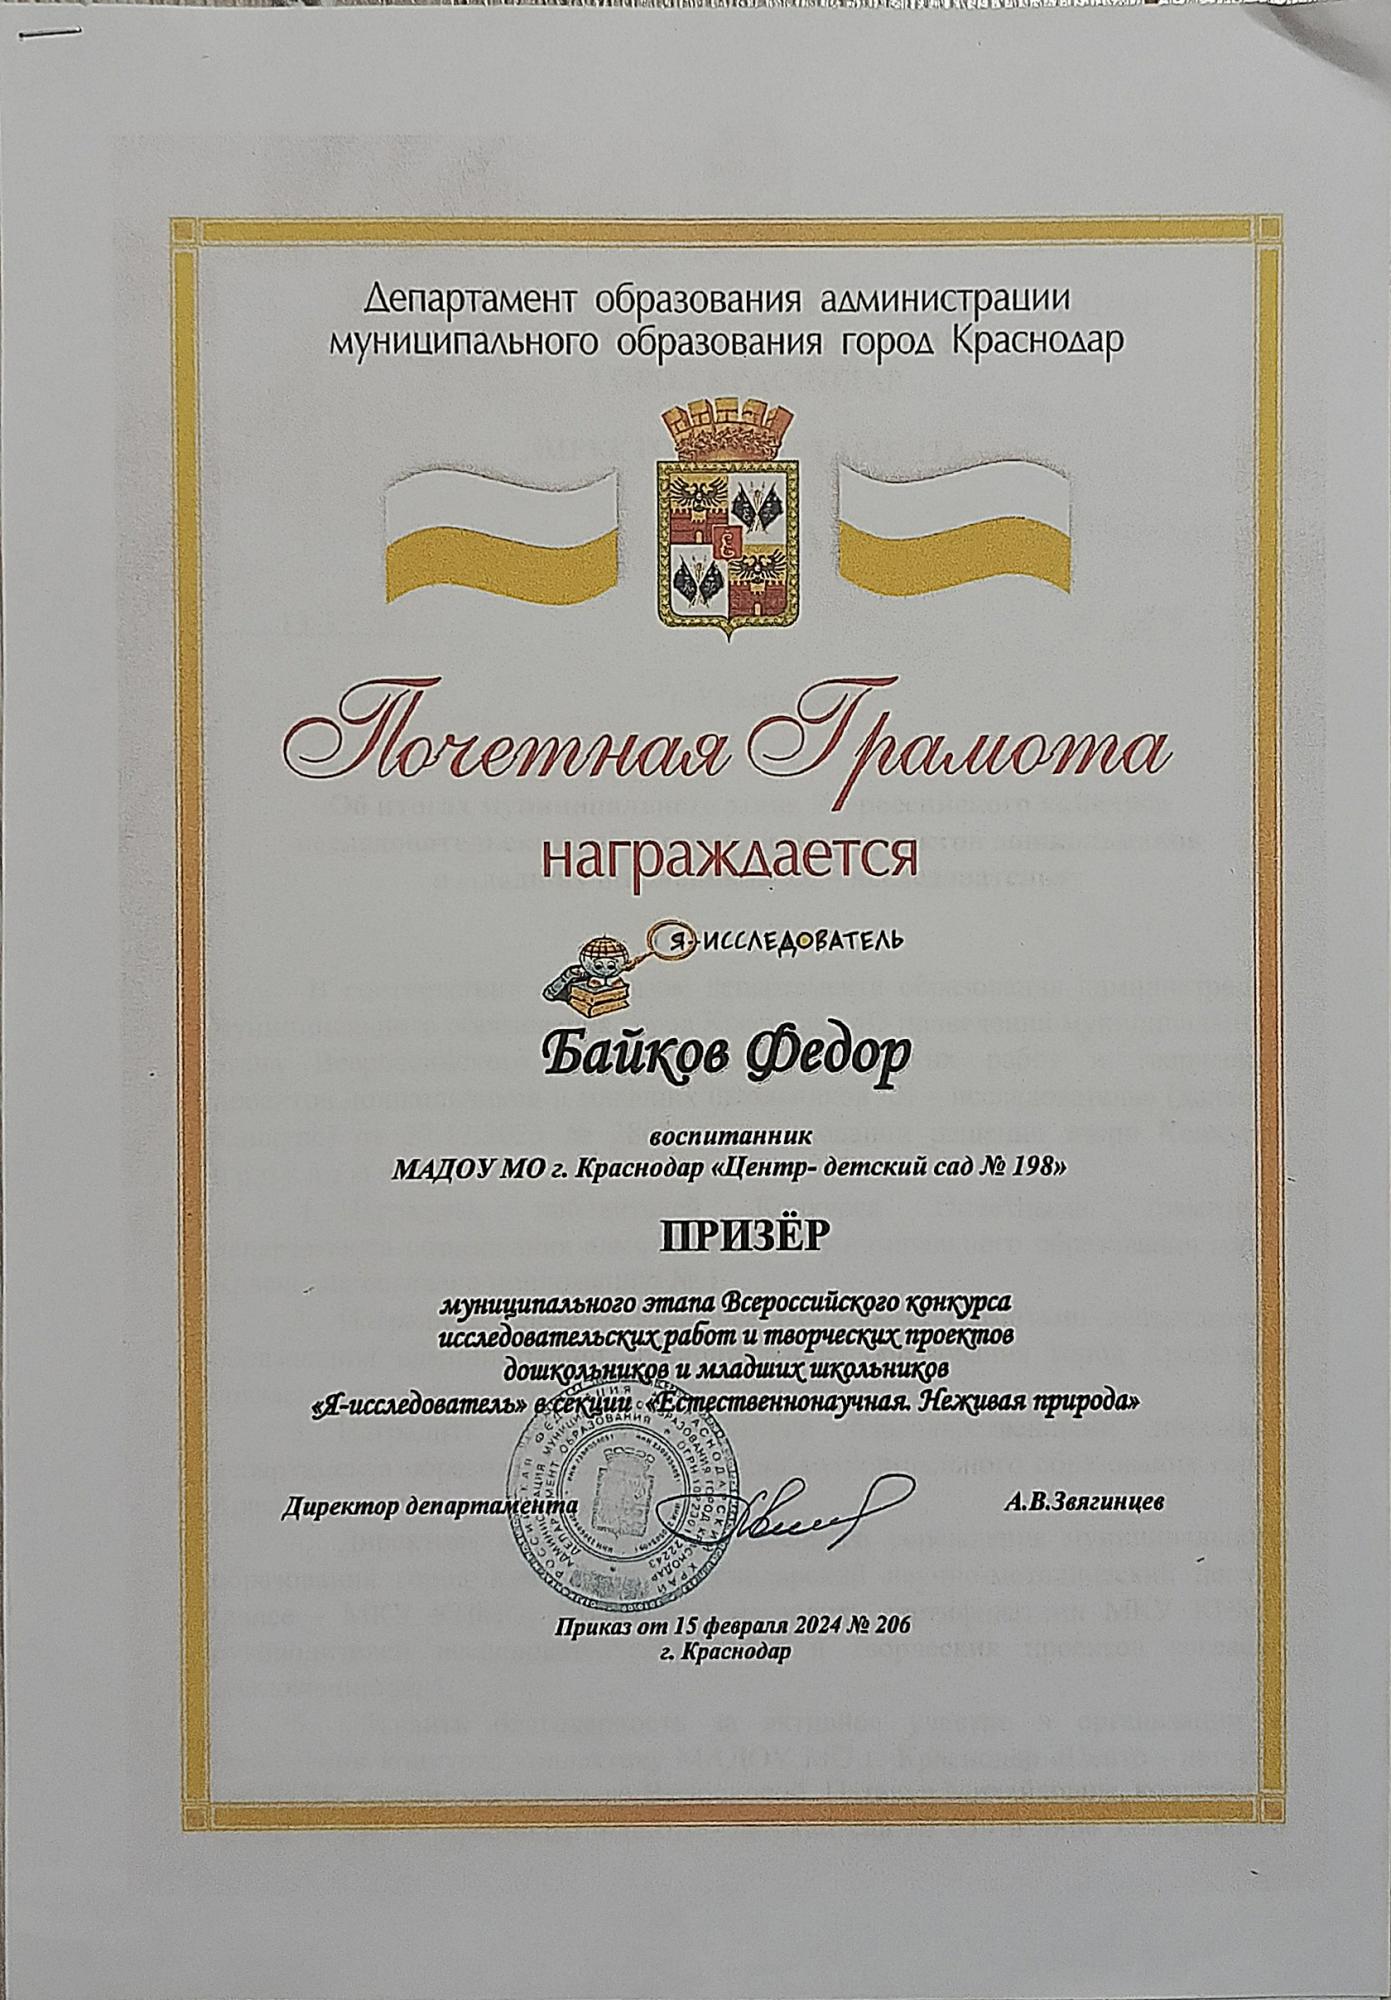 Департамент образования администрации
муниципального образования город Краснодар
Почетная Грамота
награждается
Я-ИССЛЕДОВАТЕЛЬ
Байков Федор
воспитанник
МАДОУ МО г. Краснодар «Центр- детский сад № 198»
ПРИЗЁР
муниципального этапа Всероссийского конкурса
исследовательских работ и творческих проектов
дошкольников и младших школьников
«Я-исследователь» в секции «Естественнонаучная. Неживая природа»
Директор департамента
А.В.Звягинцев
Приказ от 15 февраля 2024 № 206
г. Краснодар